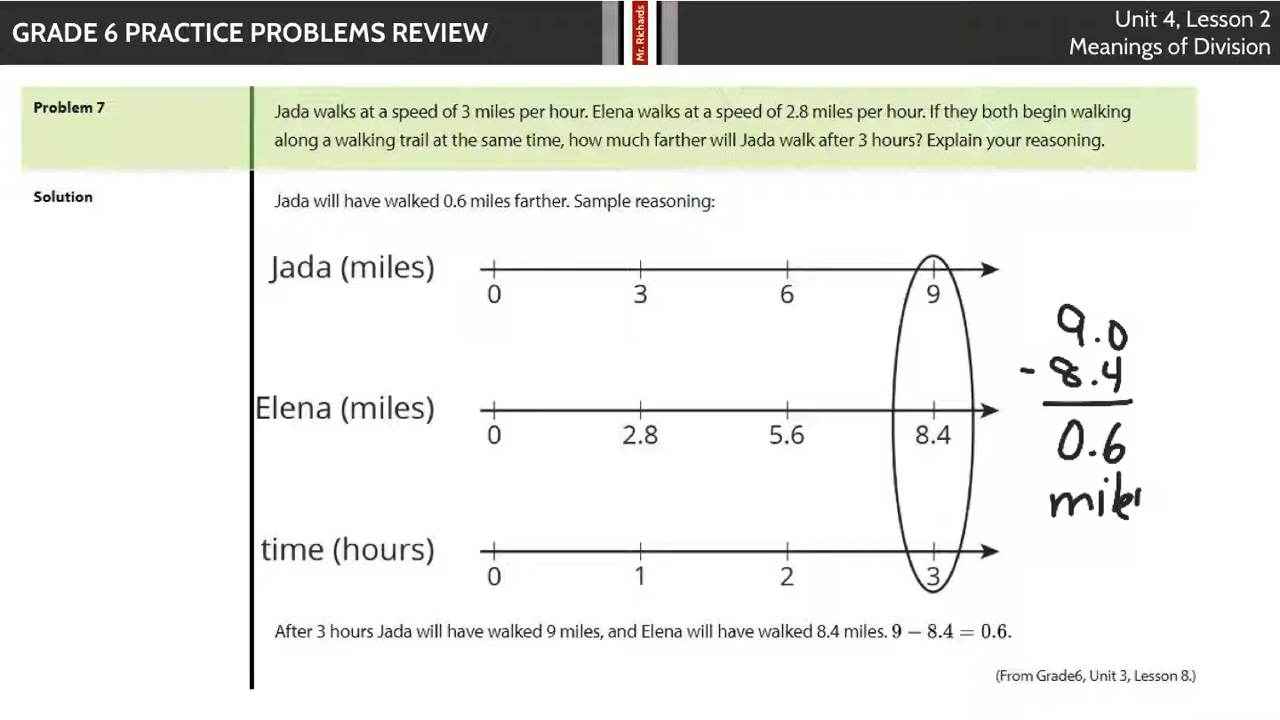 GRADE 6 PRACTICE PROBLEMS REVIEW
Mr. Richards
Unit 4, Lesson 2
Meanings of Division
Problem 7
Jada walks at a speed of 3 miles per hour. Elena walks at a speed of 2.8 miles per hour. If they both begin walking
along a walking trail at the same time, how much farther will Jada walk after 3 hours? Explain your reasoning.
Solution
Jada will have walked 0.6 miles farther. Sample reasoning:
Jada (miles)
0 3 6 9
Elena (miles)
0 2.8 5.6 8.4
time (hours)
0 1 2 3
9.0
- 8.4
0.6
miles
After 3 hours Jada will have walked 9 miles, and Elena will have walked 8.4 miles. 9 − 8.4 = 0.6.
(From Grade6, Unit 3, Lesson 8.)